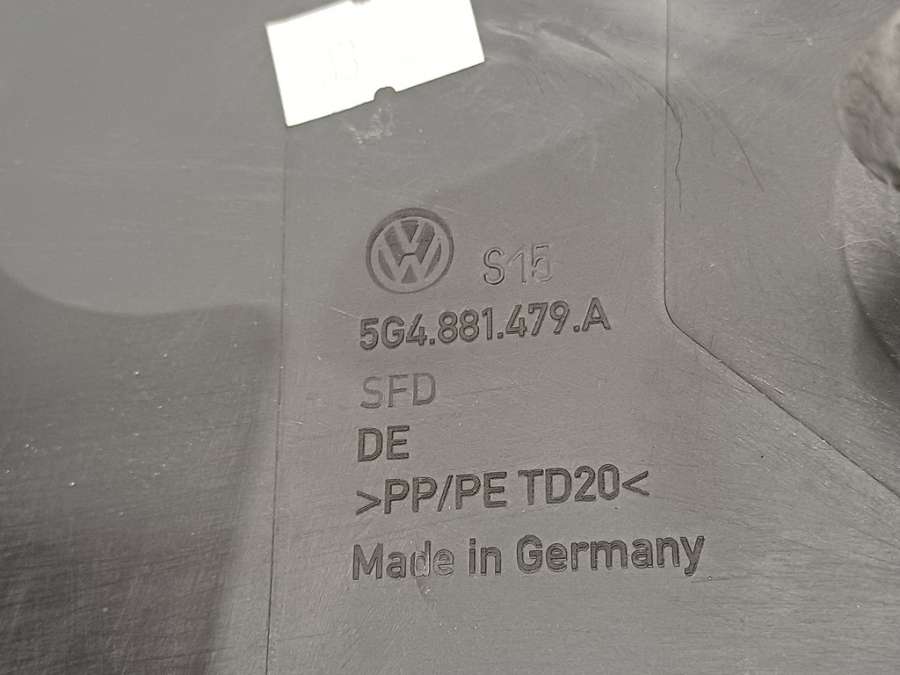 S15
5G4.881.479.A
SFD
DE
>PP/PE TD20<
Made in Germany